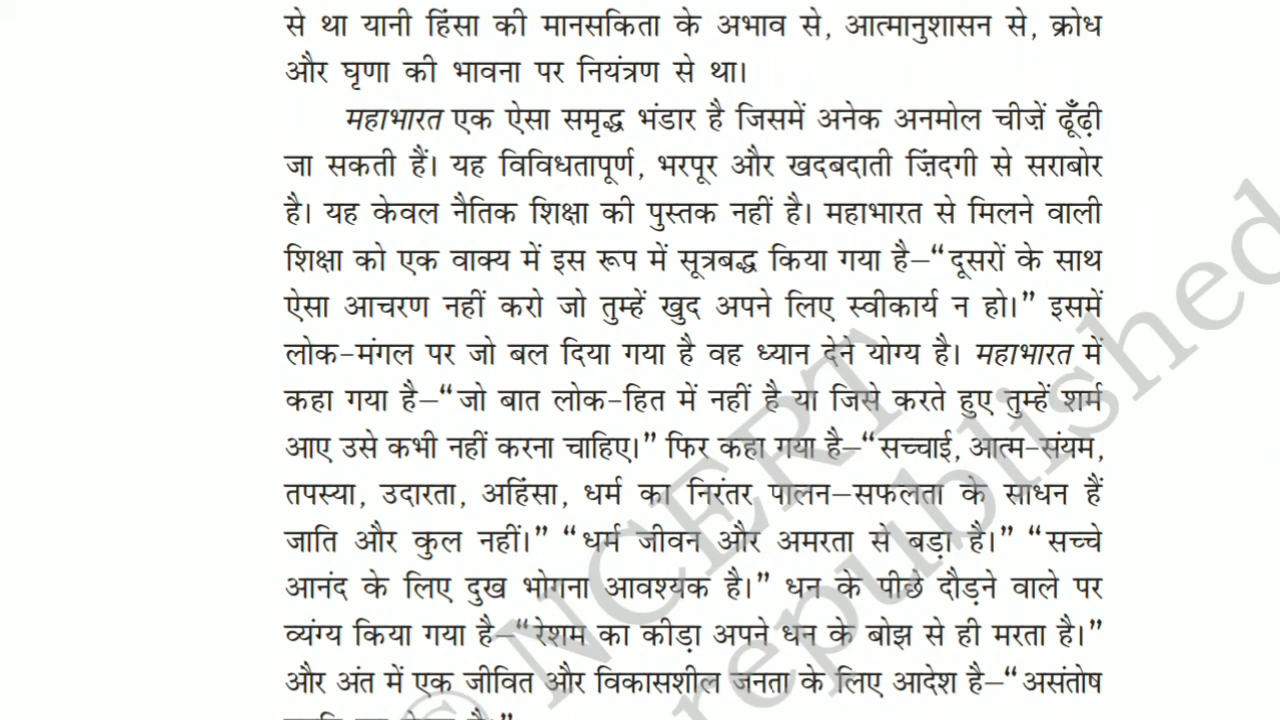 से था यानी हिंसा की मानसकिता के अभाव से, आत्मानुशासन से, क्रोध
और घृणा की भावना पर नियंत्रण से था।
महाभारत एक ऐसा समृद्ध भंडार है जिसमें अनेक अनमोल चीज़ें ढूँढ़ी
जा सकती हैं। यह विविधतापूर्ण, भरपूर और खदबदाती ज़िंदगी से सराबोर
है। यह केवल नैतिक शिक्षा की पुस्तक नहीं है। महाभारत से मिलने वाली
शिक्षा को एक वाक्य में इस रूप में सूत्रबद्ध किया गया है—“दूसरों के साथ
ऐसा आचरण नहीं करो जो तुम्हें खुद अपने लिए स्वीकार्य न हो।” इसमें
लोक-मंगल पर जो बल दिया गया है वह ध्यान देने योग्य है। महाभारत में
कहा गया है—“जो बात लोक-हित में नहीं है या जिसे करते हुए तुम्हें शर्म
आए उसे कभी नहीं करना चाहिए।” फिर कहा गया है—“सच्चाई, आत्म-संयम,
तपस्या, उदारता, अहिंसा, धर्म का निरंतर पालन—सफलता के साधन हैं
जाति और कुल नहीं।” “धर्म जीवन और अमरता से बड़ा है।” “सच्चे
आनंद के लिए दुख भोगना आवश्यक है।” धन के पीछे दौड़ने वाले पर
व्यंग्य किया गया है—“रेशम का कीड़ा अपने धन के बोझ से ही मरता है।”
और अंत में एक जीवित और विकासशील जनता के लिए आदेश है—“असंतोष
© NCERT
republished